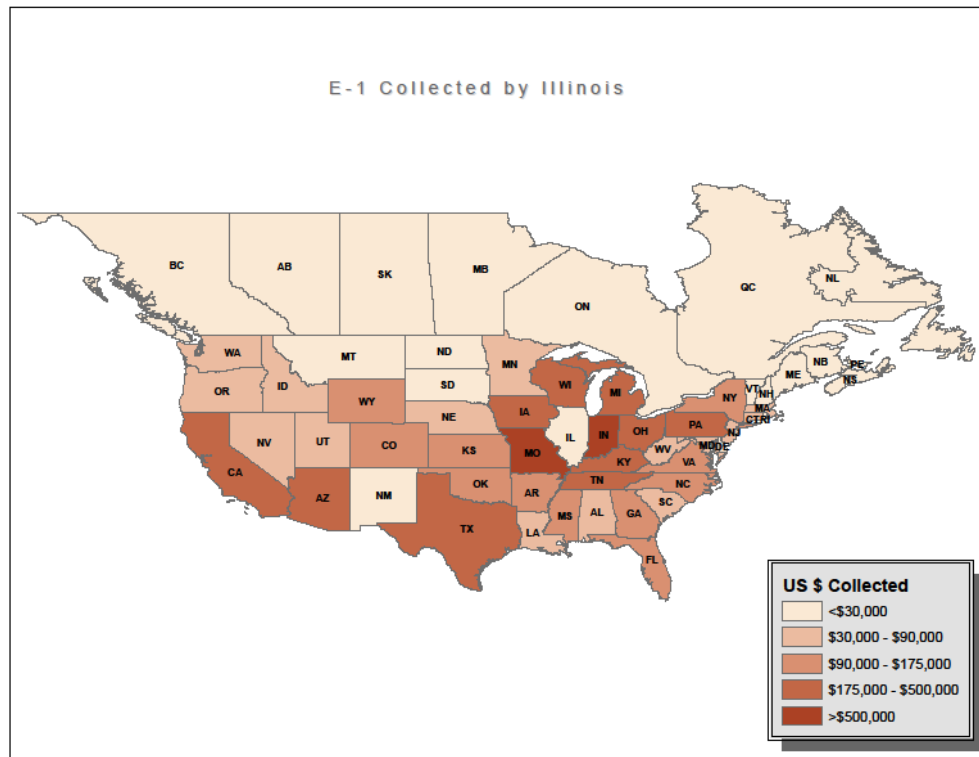 E-1 Collected by Illinois
BC
AB
SK
MB
ON
QC
NL
WA
MT
ND
MN
OR
ID
SD
WY
WI
MI
NY
VT
NH
ME
NB
PE
NS
MA
CT RI
NV
UT
CO
NE
IA
IL
IN
OH
PA
NJ
MD DE
WV
VA
CA
AZ
NM
KS
MO
KY
TN
NC
SC
OK
AR
TX
LA
MS
AL
GA
FL
US $ Collected
<$30,000
$30,000 - $90,000
$90,000 - $175,000
$175,000 - $500,000
>$500,000